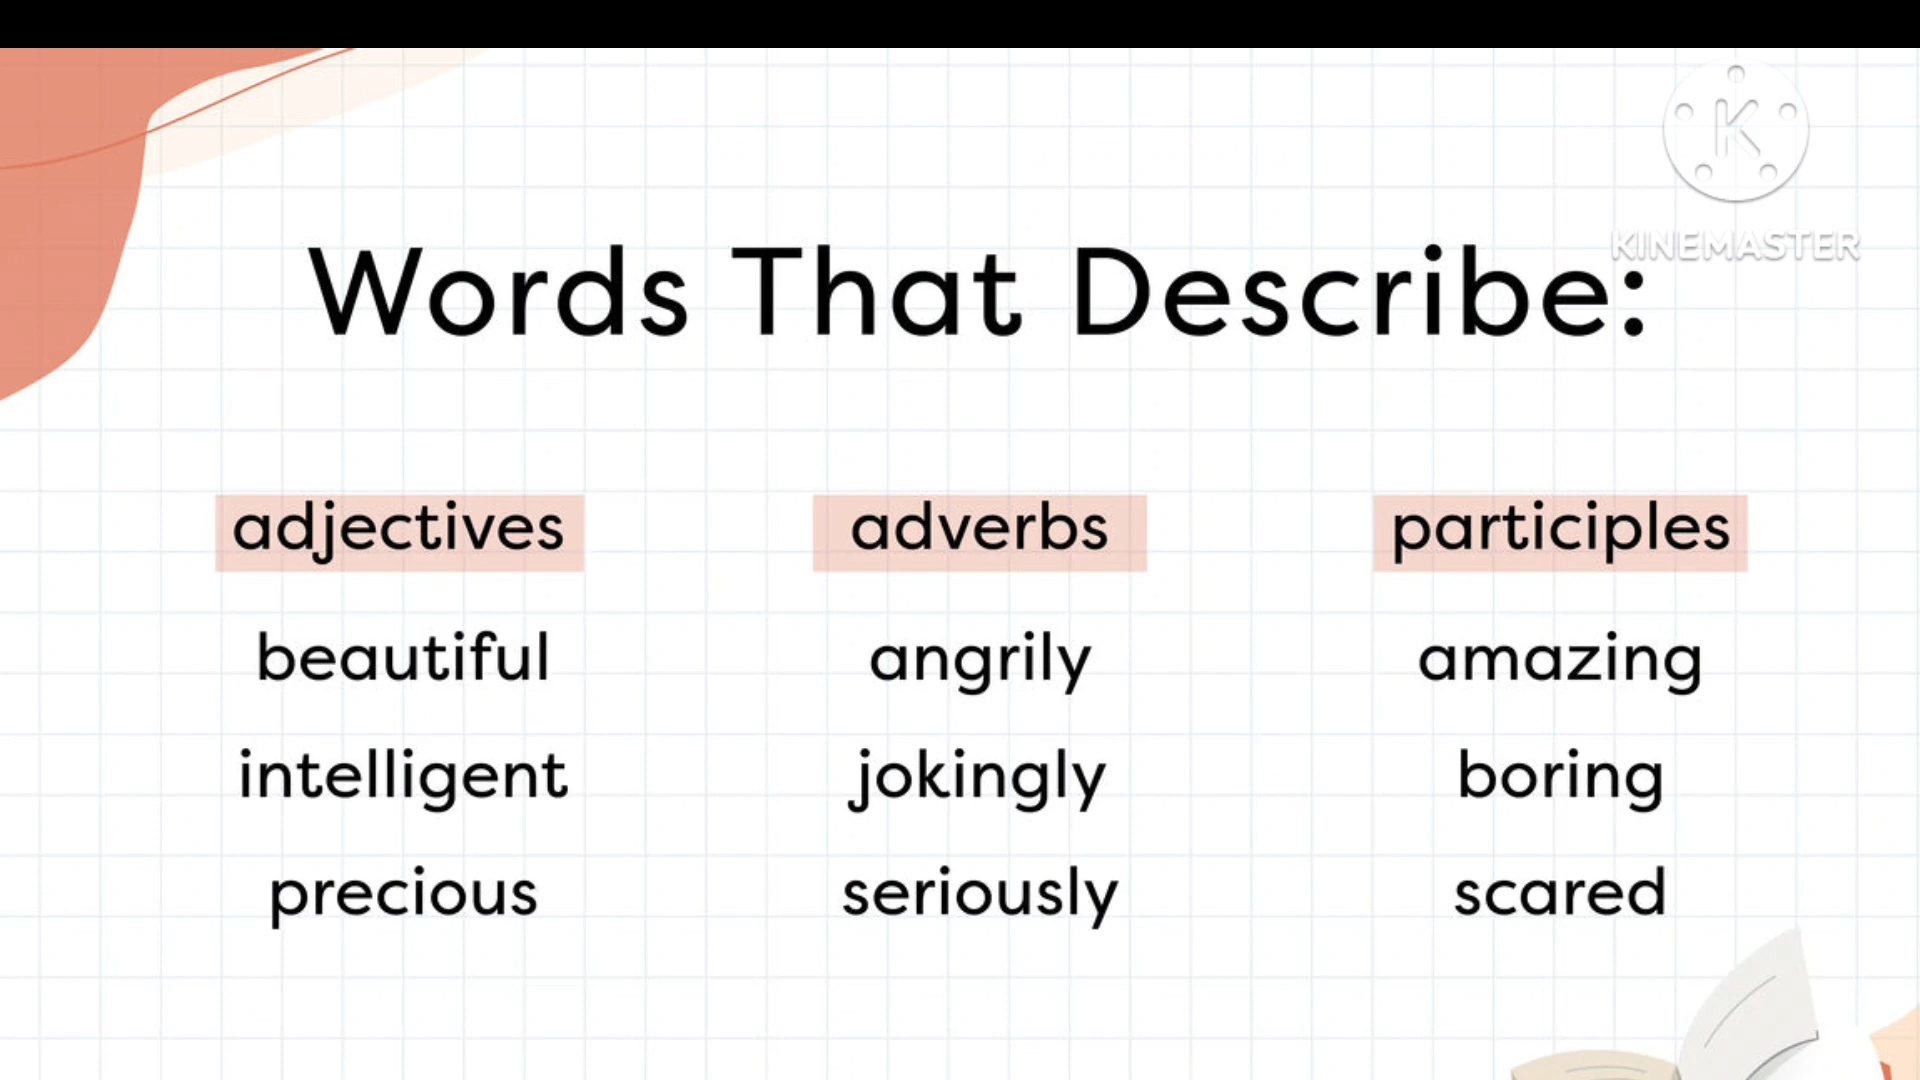 K
KINEMASTER
Words That Describe:
adjectives adverbs participles
beautiful angrily amazing
intelligent jokingly boring
precious seriously scared